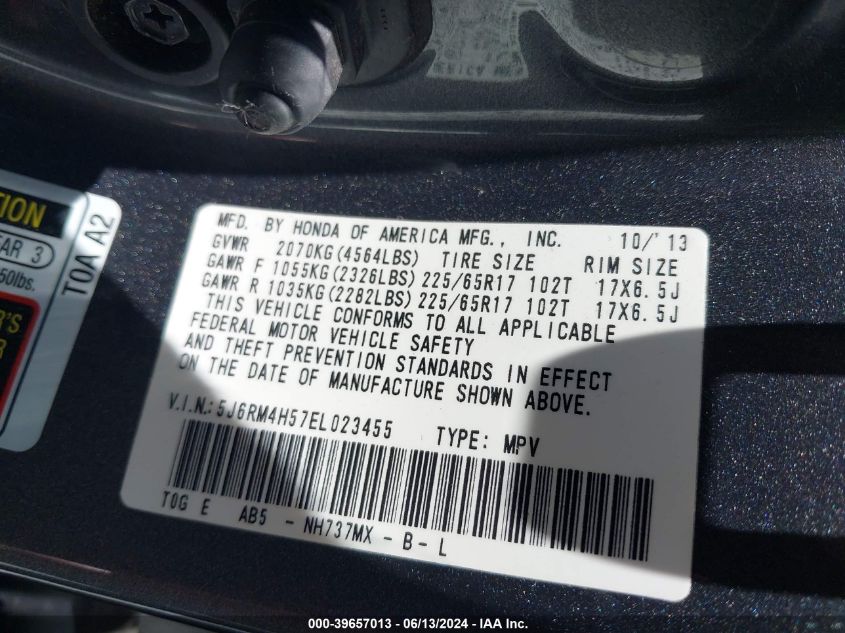 MFD. BY HONDA OF AMERICA MFG., INC. 10/'13
GVWR 2070KG(4564LBS) TIRE SIZE RIM SIZE
GAWR F 1055KG(2326LBS) 225/65R17 102T 17X6.5J
GAWR R 1035KG(2282LBS) 225/65R17 102T 17X6.5J
THIS VEHICLE CONFORMS TO ALL APPLICABLE
FEDERAL MOTOR VEHICLE SAFETY
AND THEFT PREVENTION STANDARDS IN EFFECT
ON THE DATE OF MANUFACTURE SHOWN ABOVE.
V.I.N.: 5J6RM4H57EL023455 TYPE: MPV
T0G E AB5 - NH737MX - B - L
TION
EAR 3
50lbs.
R'S
R
T0A A2
000-39657013 - 06/13/2024 - IAA Inc.